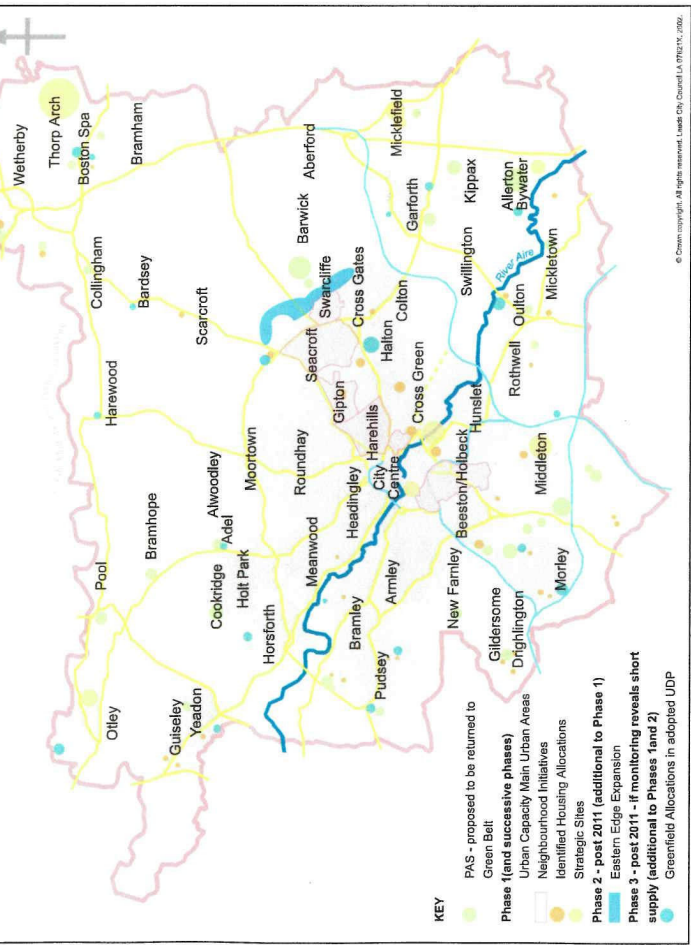 Wetherby
Thorp Arch
Boston Spa
Bramham
Collingham
Bardsey
Harewood
Scarcroft
Pool
Bramhope
Alwoodley
Adel
Moortown
Cookridge
Holt Park
Otley
Guiseley
Yeadon
Horsforth
Roundhay
Meanwood
Headingley
Seacroft
Swarcliffe
Barwick
Aberford
Cross Gates
Gipton
Harehills
Halton
Colton
Garforth
Micklefield
City
Centre
Cross Green
Bramley
Armley
Pudsey
Swillington
Kippax
Allerton
Bywater
River Aire
Hunslet
Oulton
Mickletown
Rothwell
Beeston/Holbeck
Middleton
New Farnley
Gildersome
Drighlington
Morley
KEY
PAS - proposed to be returned to
Green Belt
Phase 1(and successive phases)
Urban Capacity Main Urban Areas
Neighbourhood Initiatives
Identified Housing Allocations
Strategic Sites
Phase 2 - post 2011 (additional to Phase 1)
Eastern Edge Expansion
Phase 3 - post 2011 - if monitoring reveals short
supply (additional to Phases 1and 2)
Greenfield Allocations in adopted UDP
© Crown copyright. All rights reserved. Leeds City Council LA